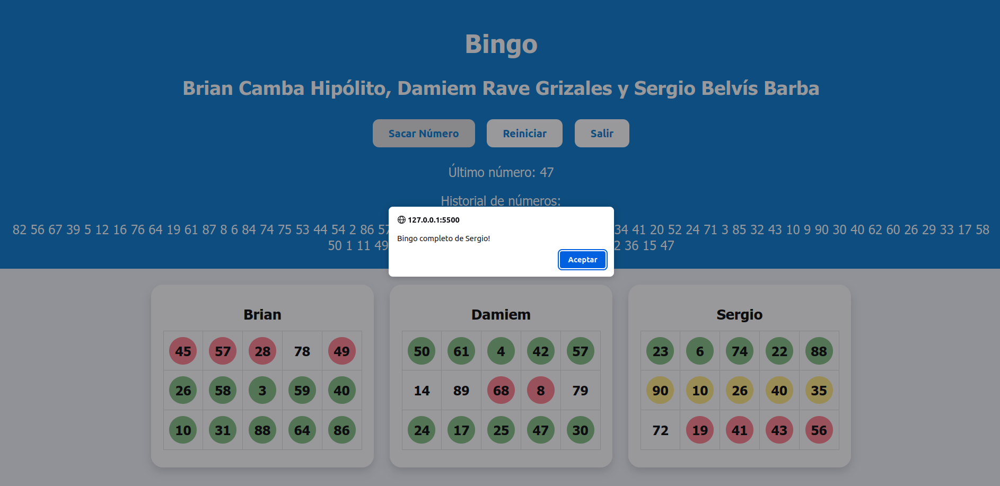 Bingo
Brian Camba Hipólito, Damiem Rave Grizales y Sergio Belvís Barba
Sacar Número Reiniciar Salir
Último número: 47
Historial de números:
127.0.0.1:5500
Bingo completo de Sergio!
Aceptar
82 56 67 39 5 12 16 76 64 19 61 87 8 6 84 74 75 53 44 54 2 86 57 34 41 20 52 24 71 3 85 32 43 10 9 90 30 40 62 60 26 29 33 17 58
50 1 11 49 2 36 15 47
Brian
45 57 28 78 49
26 58 3 59 40
10 31 88 64 86
Damiem
50 61 4 42 57
14 89 68 8 79
24 17 25 47 30
Sergio
23 6 74 22 88
90 10 26 40 35
72 19 41 43 56